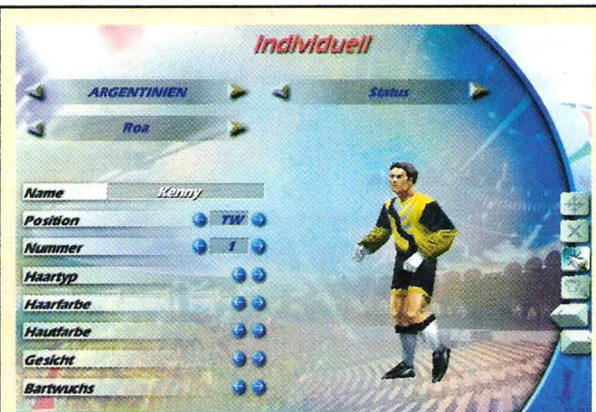 Individuell
ARGENTINIEN
Status
Roa
Name Kenny
Position TW
Nummer 1
Haartyp
Haarfarbe
Hautfarbe
Gesicht
Bartwuchs